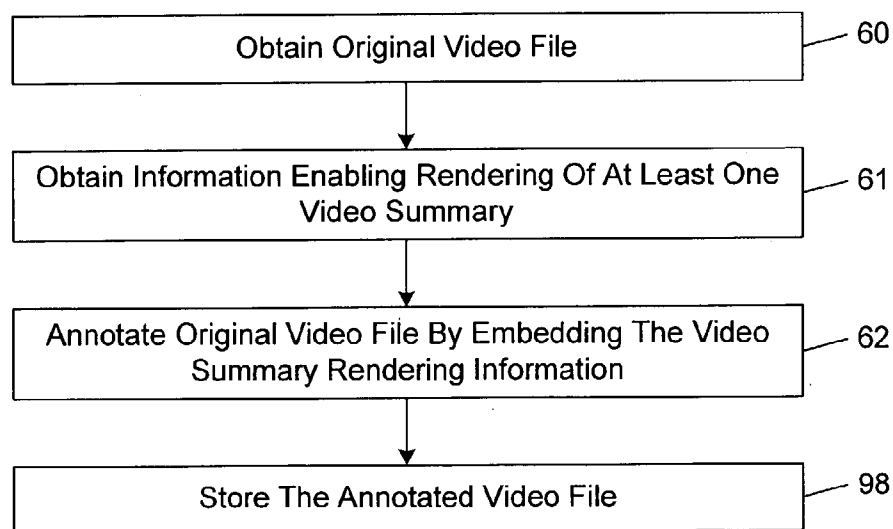 Obtain Original Video File
60
Obtain Information Enabling Rendering Of At Least One
Video Summary
61
Annotate Original Video File By Embedding The Video
Summary Rendering Information
62
Store The Annotated Video File
98